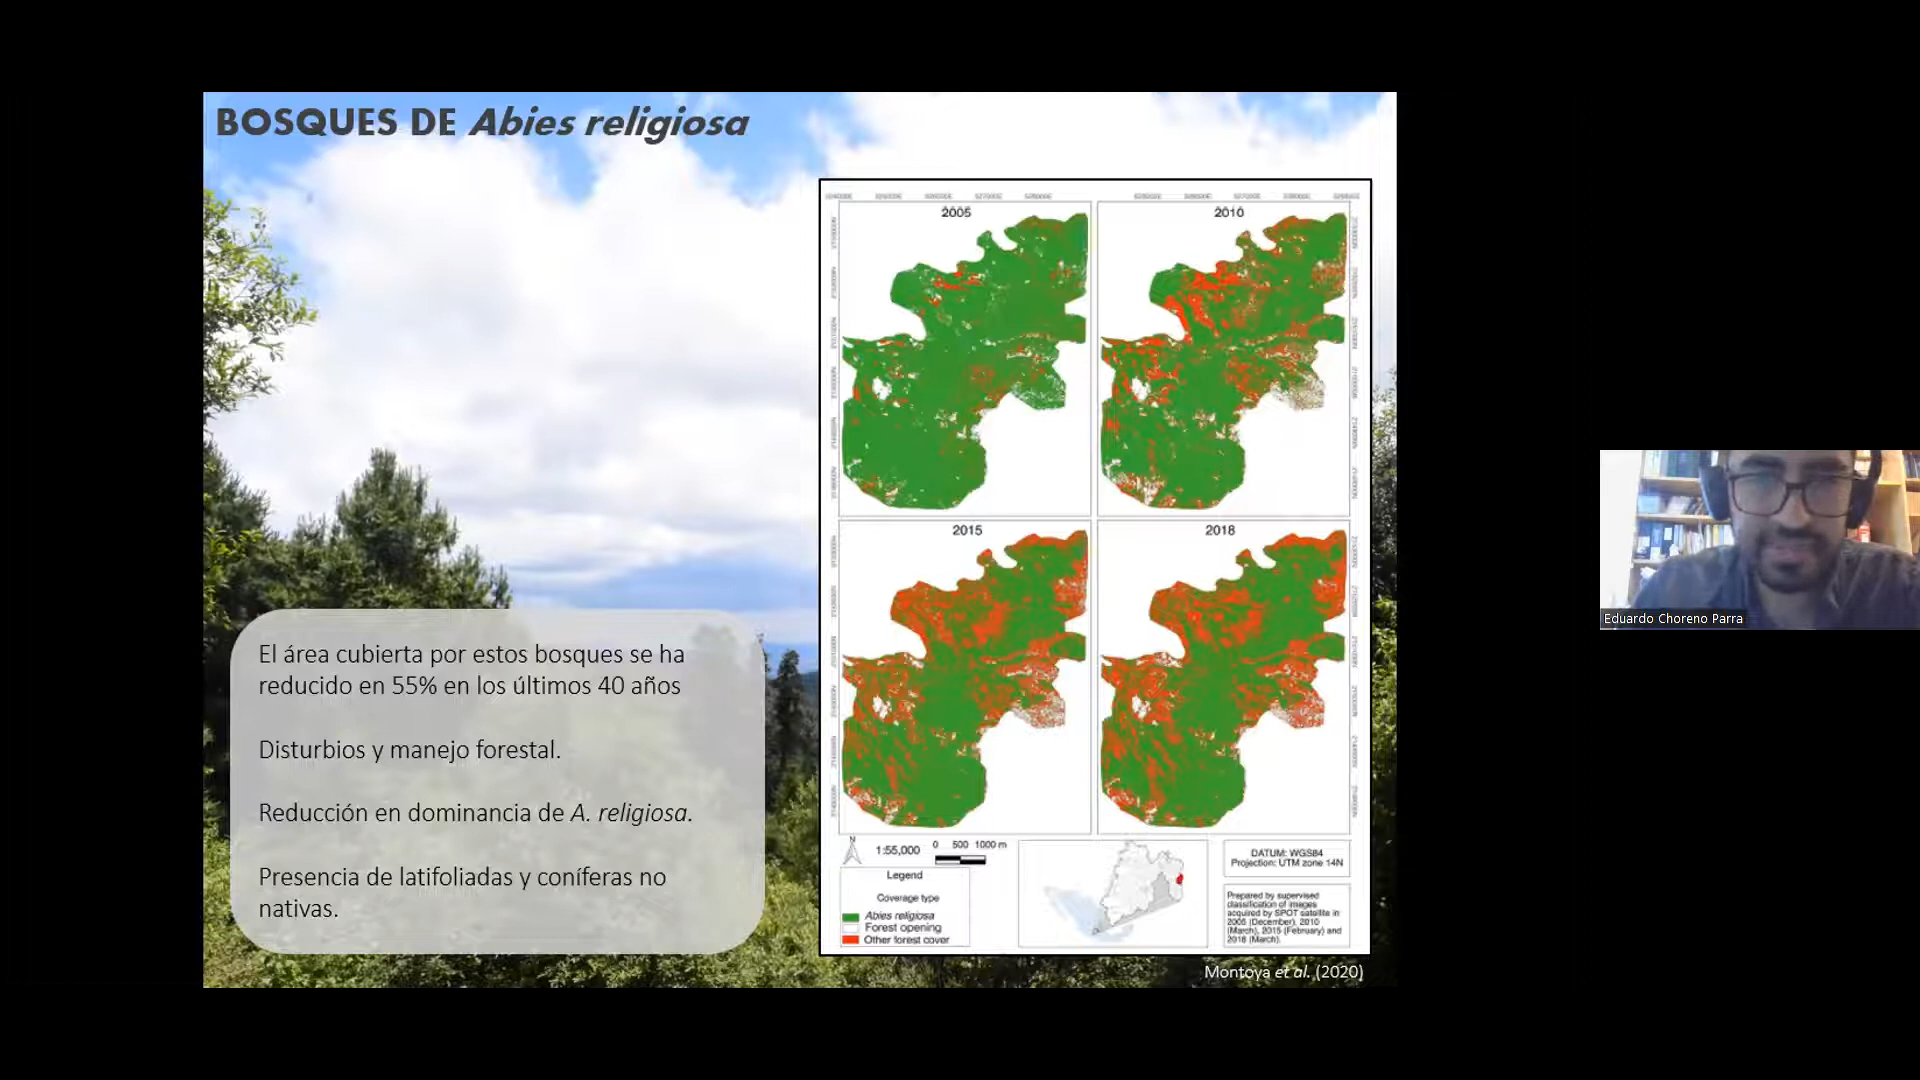 BOSQUES DE Abies religiosa
El área cubierta por estos bosques se ha
reducido en 55% en los últimos 40 años
Disturbios y manejo forestal.
Reducción en dominancia de A. religiosa.
Presencia de latifoliadas y coníferas no
nativas.
2005
2010
2015
2018
N
1:55,000
0 500 1000 m
Legend
Coverage type
Abies religiosa
Forest opening
Other forest cover
DATUM: WGS84
Projection: UTM zone 14N
Prepared by supervised
classification of images
acquired by SPOT satellite in
2005 (December), 2010
(March), 2015 (February) and
2018 (March).
Montoya et al. (2020)
Eduardo Choreno Parra